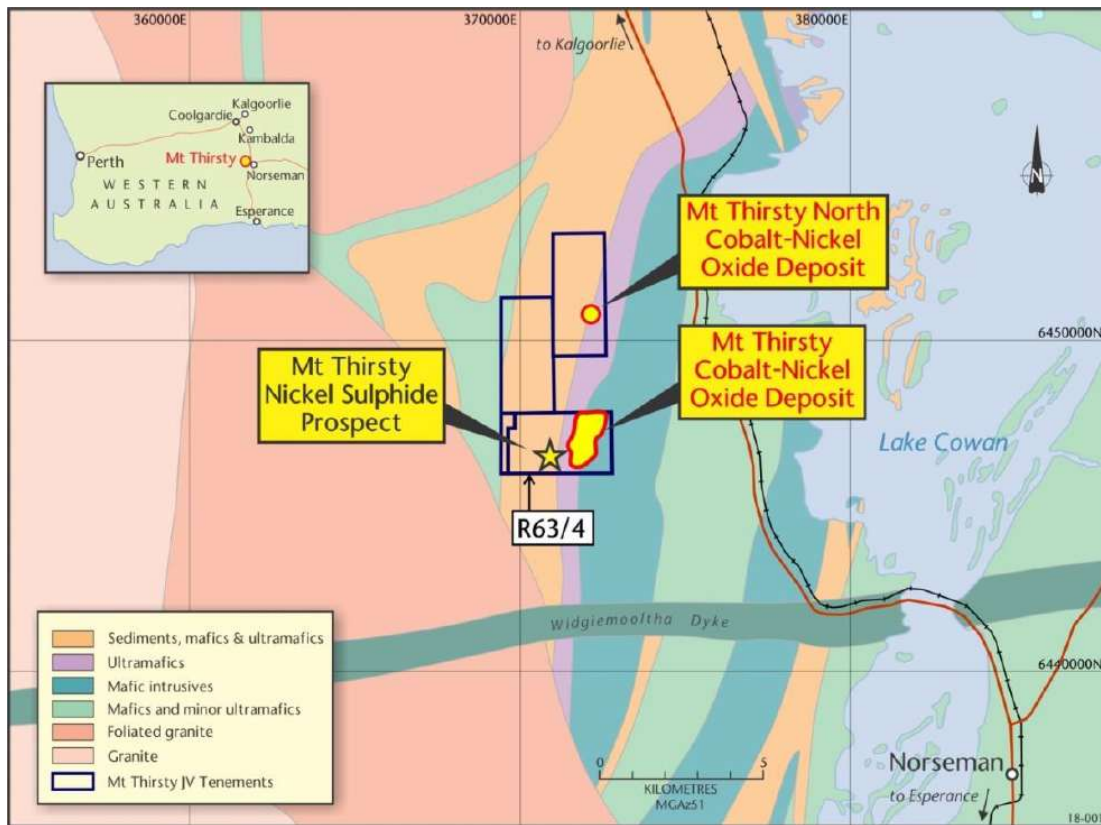 360000E
370000E
380000E
to Kalgoorlie
Kalgoorlie
Coolgardie
Kambalda
Perth
Mt Thirsty
Norseman
WESTERN
AUSTRALIA
Esperance
N
Mt Thirsty North
Cobalt-Nickel
Oxide Deposit
6450000N
Mt Thirsty
Nickel Sulphide
Prospect
Mt Thirsty
Cobalt-Nickel
Oxide Deposit
Lake Cowan
R63/4
Widgiemooltha Dyke
6440000N
Sediments, mafics & ultramafics
Ultramafics
Mafic intrusives
Mafics and minor ultramafics
Foliated granite
Granite
Mt Thirsty JV Tenements
0
5
KILOMETRES
MGAz51
Norseman
to Esperance
18-001